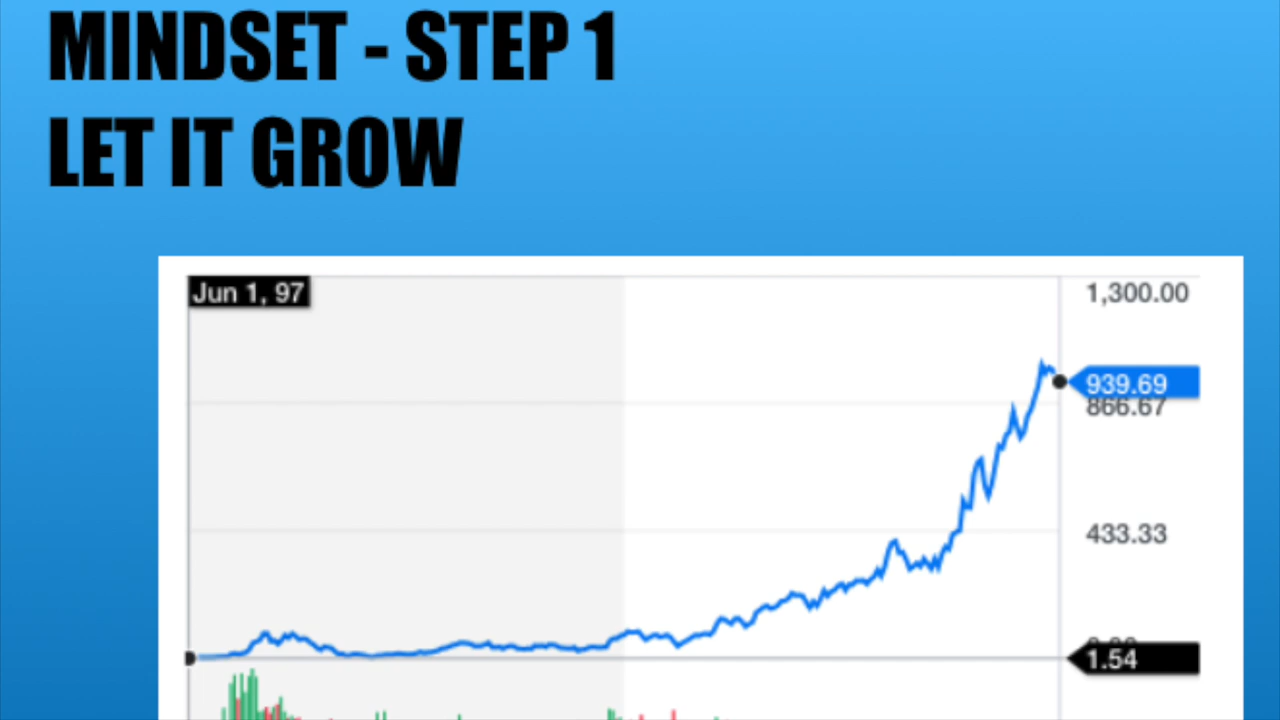 MINDSET - STEP 1
LET IT GROW
Jun 1, 97
1,300.00
939.69
866.67
433.33
1.54